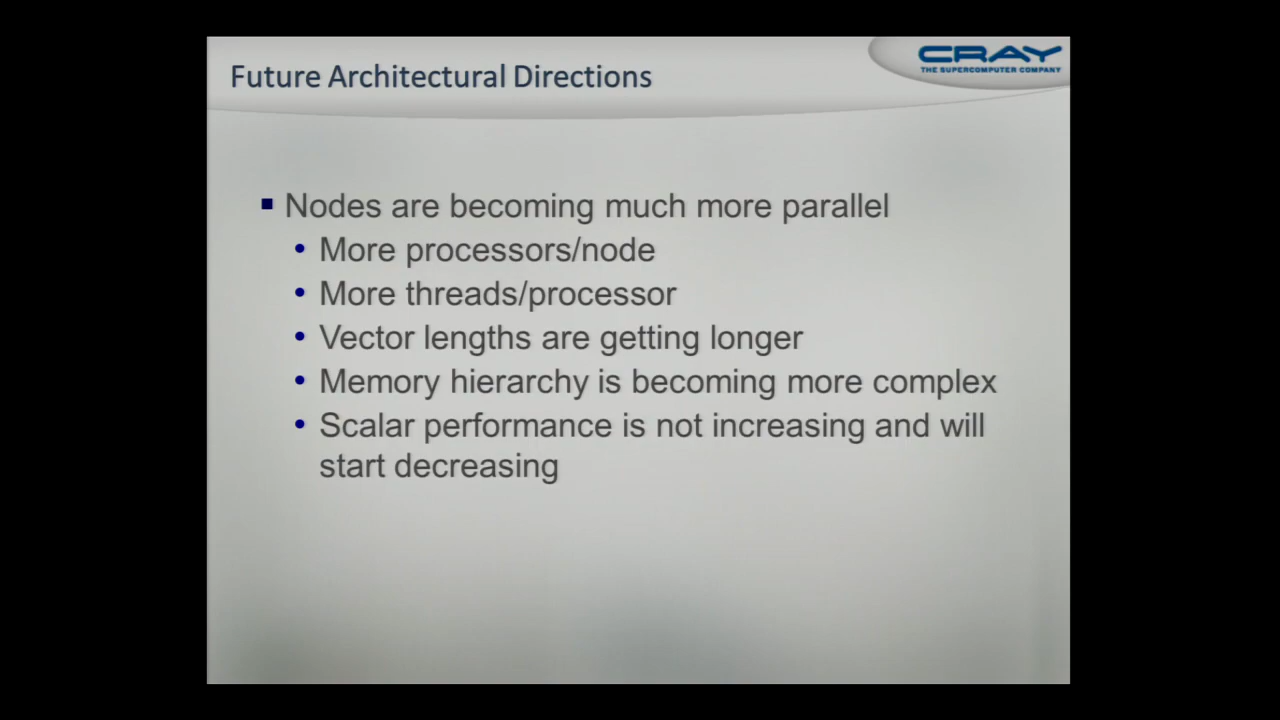 CRAY
THE SUPERCOMPUTER COMPANY
Future Architectural Directions
Nodes are becoming much more parallel
More processors/node
More threads/processor
Vector lengths are getting longer
Memory hierarchy is becoming more complex
Scalar performance is not increasing and will
start decreasing